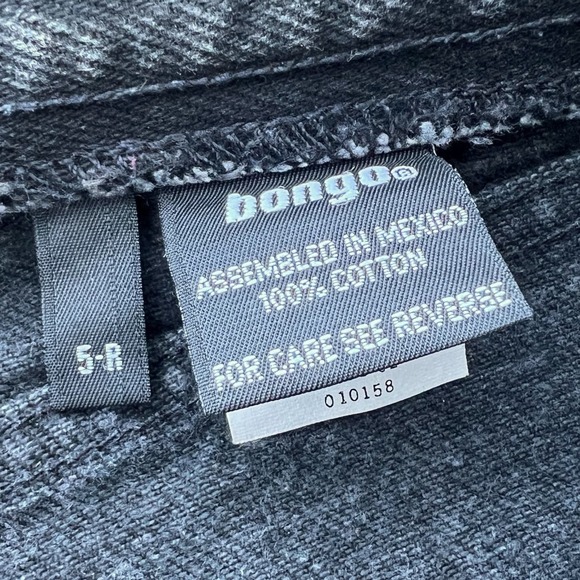 bongo®
ASSEMBLED IN MEXICO
100% COTTON
FOR CARE SEE REVERSE
5-R
010158